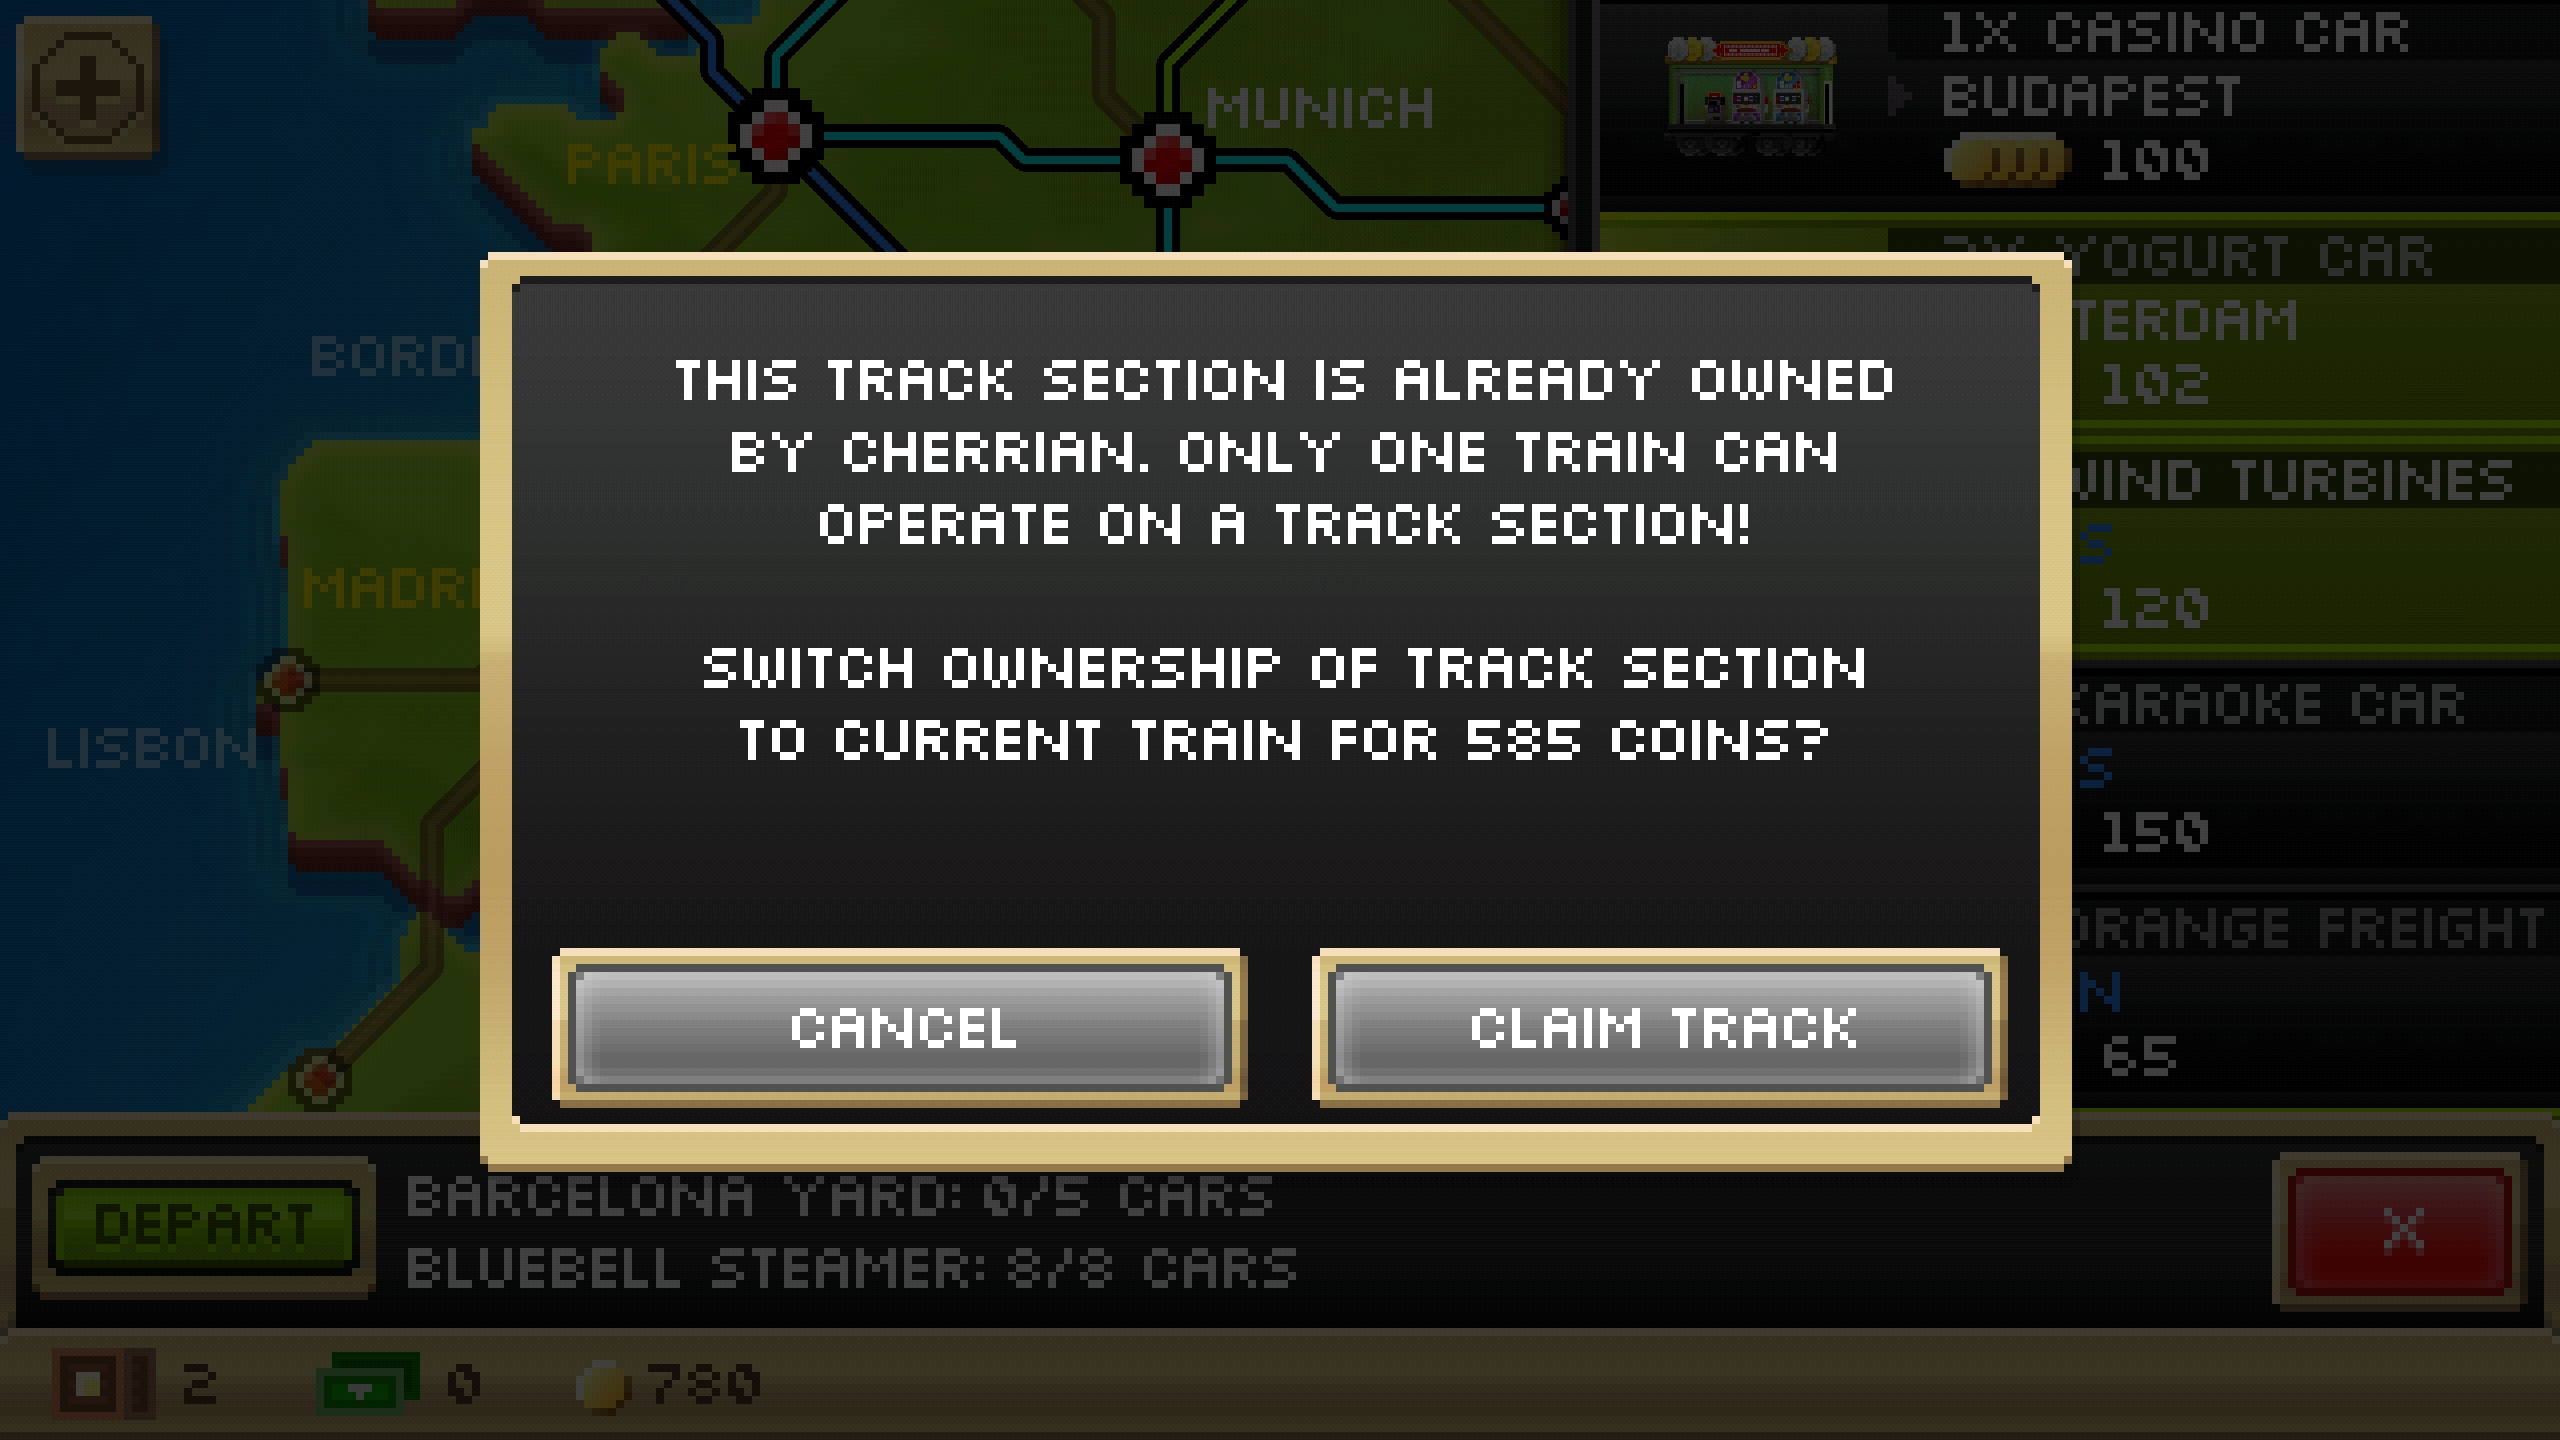 1X CASINO CAR
BUDAPEST
100
MUNICH
PARIS
YOGURT CAR
TERDAM
102
BORD
THIS TRACK SECTION IS ALREADY OWNED
BY CHERRIAN. ONLY ONE TRAIN CAN
OPERATE ON A TRACK SECTION!
WIND TURBINES
S
120
MADR
SWITCH OWNERSHIP OF TRACK SECTION
TO CURRENT TRAIN FOR 585 COINS?
LISBON
KARAOKE CAR
S
150
ORANGE FREIGHT
N
65
CANCEL
CLAIM TRACK
DEPART
BARCELONA YARD: 0/5 CARS
BLUEBELL STEAMER: 8/8 CARS
X
2
0
780